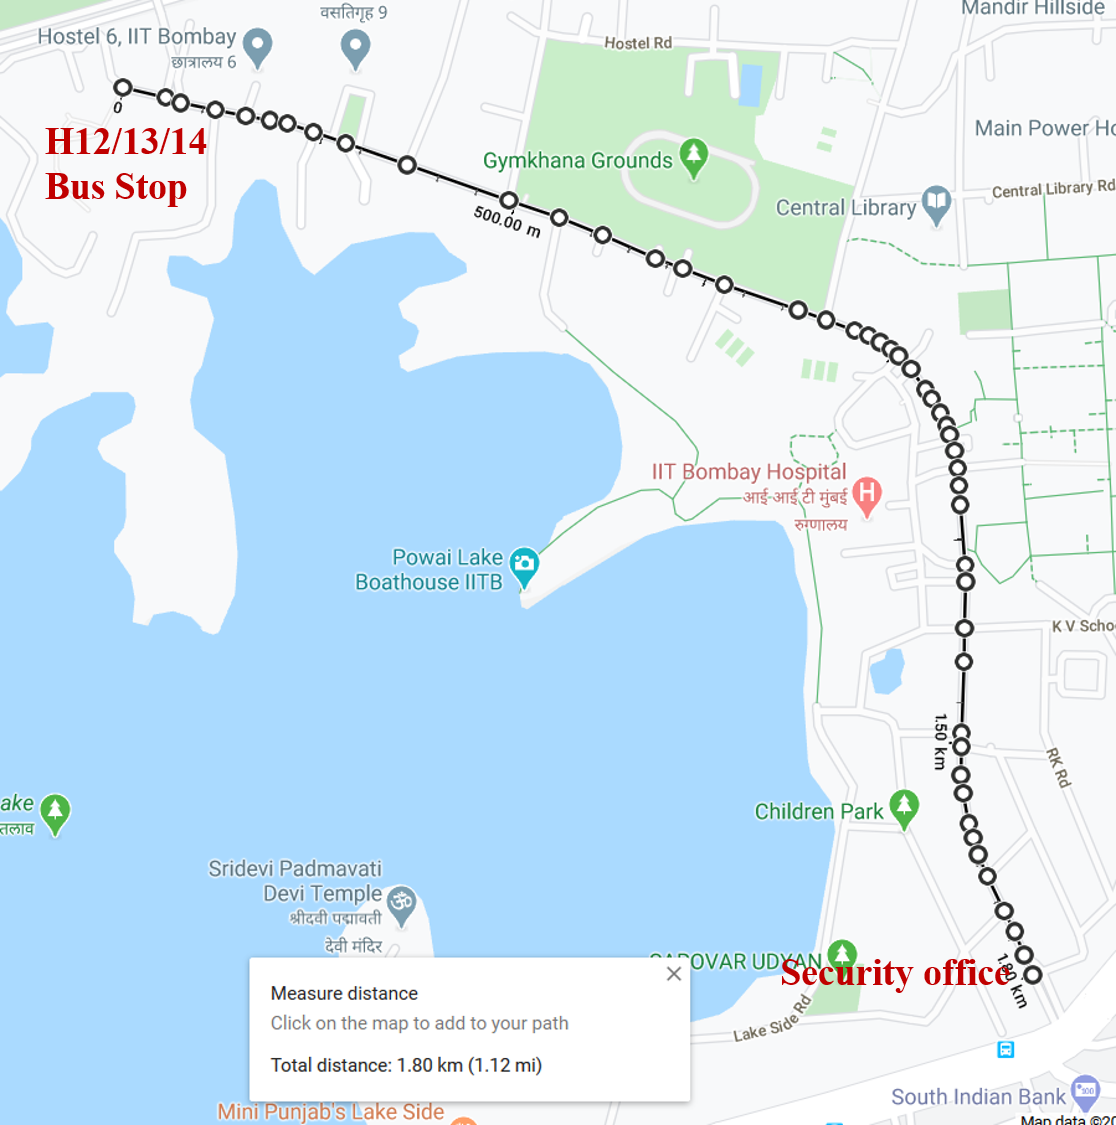 Mandir Hillside
वसतिगृह 9
Hostel 6, IIT Bombay
छात्रालय 6
Hostel Rd
0
H12/13/14
Bus Stop
Main Power Ho
Gymkhana Grounds
Central Library Rd
Central Library
500.00 m
IIT Bombay Hospital
आई-आई टी मुंबई
रुग्णालय
Powai Lake
Boathouse IITB
K V Schoo
1.50 km
RK Rd
ake
तलाव
Children Park
Sridevi Padmavati
Devi Temple
श्रीदवी पद्मावती
देवी मंदिर
SAROVAR UDYAN
Security office
1.80 km
Measure distance
Click on the map to add to your path
Total distance: 1.80 km (1.12 mi)
Lake Side Rd
South Indian Bank
Mini Punjab's Lake Side
Map data ©20